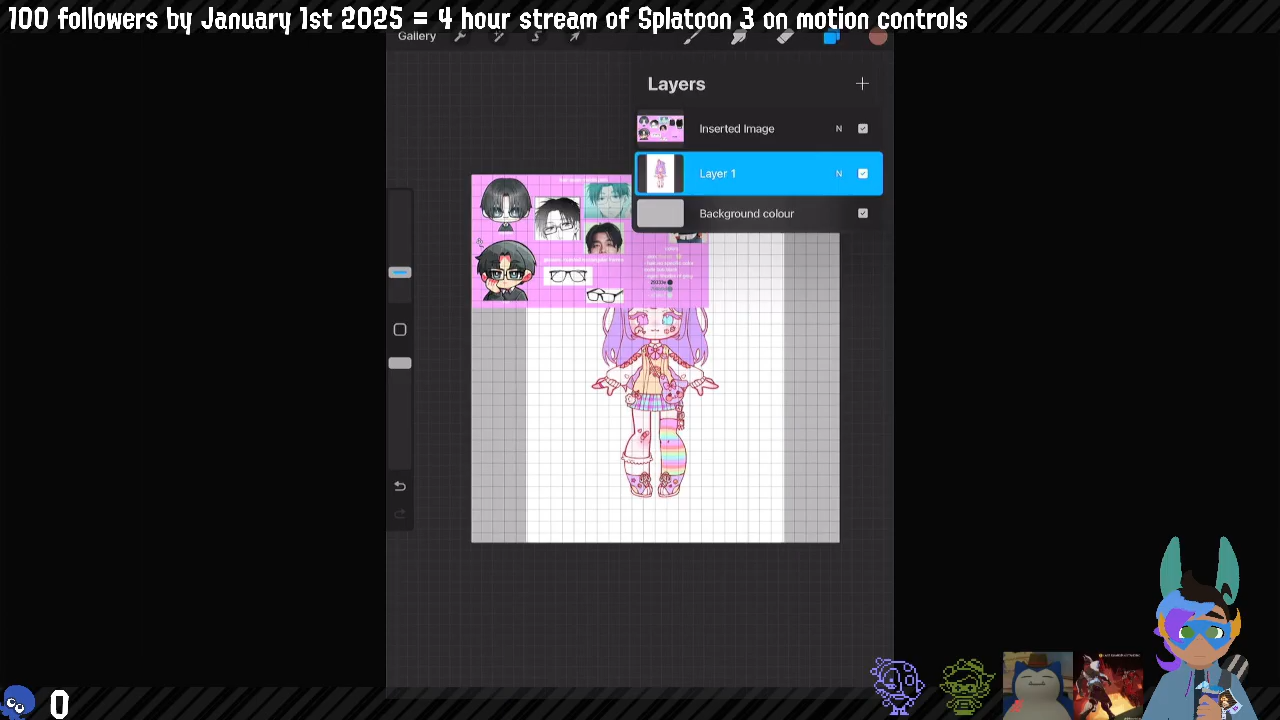 100 followers by January 1st 2025 = 4 hour stream of Splatoon 3 on motion controls
Gallery
Layers
Inserted Image N
Layer 1 N
Background colour
0